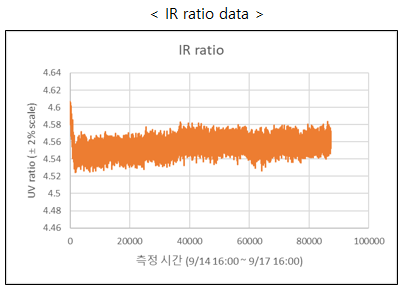 < IR ratio data >
IR ratio
UV ratio (± 2% scale)
4.64
4.62
4.6
4.58
4.56
4.54
4.52
4.5
4.48
4.46
0 20000 40000 60000 80000 100000
측정 시간 (9/14 16:00~ 9/17 16:00)